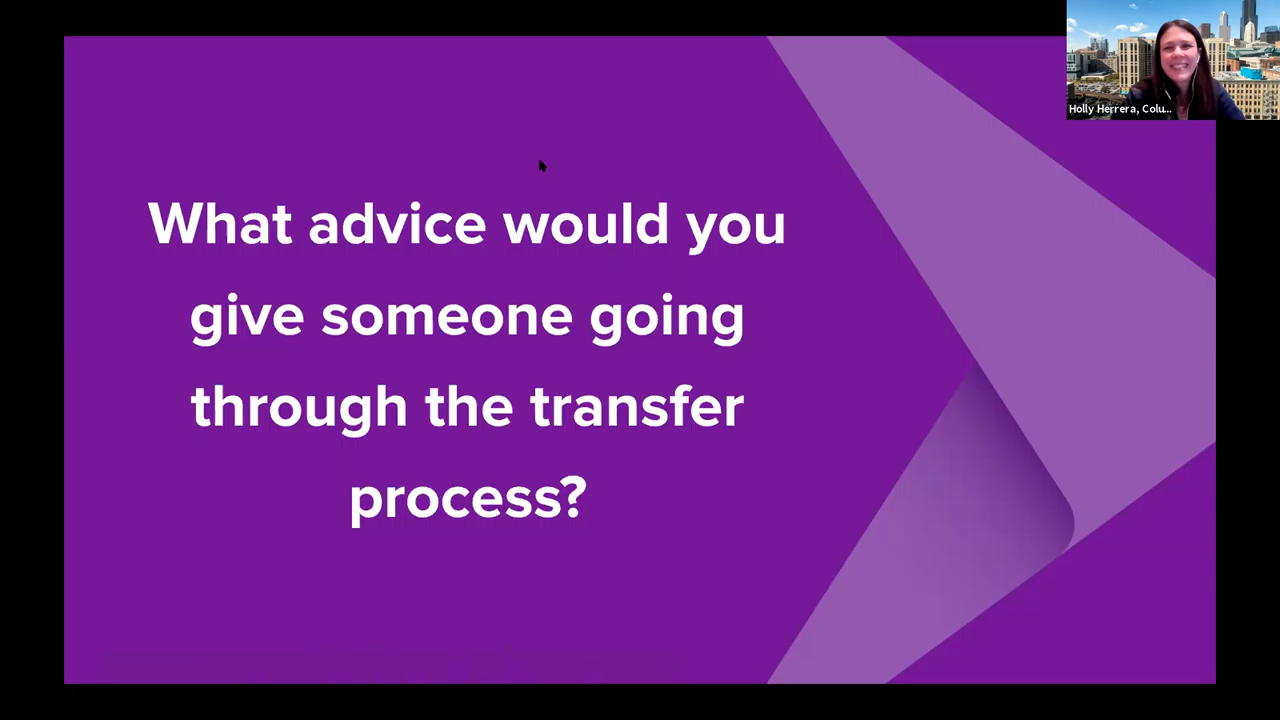 Holly Herrera, Colu...
What advice would you
give someone going
through the transfer
process?